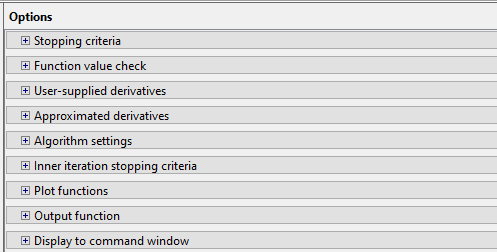 Options
Stopping criteria
Function value check
User-supplied derivatives
Approximated derivatives
Algorithm settings
Inner iteration stopping criteria
Plot functions
Output function
Display to command window